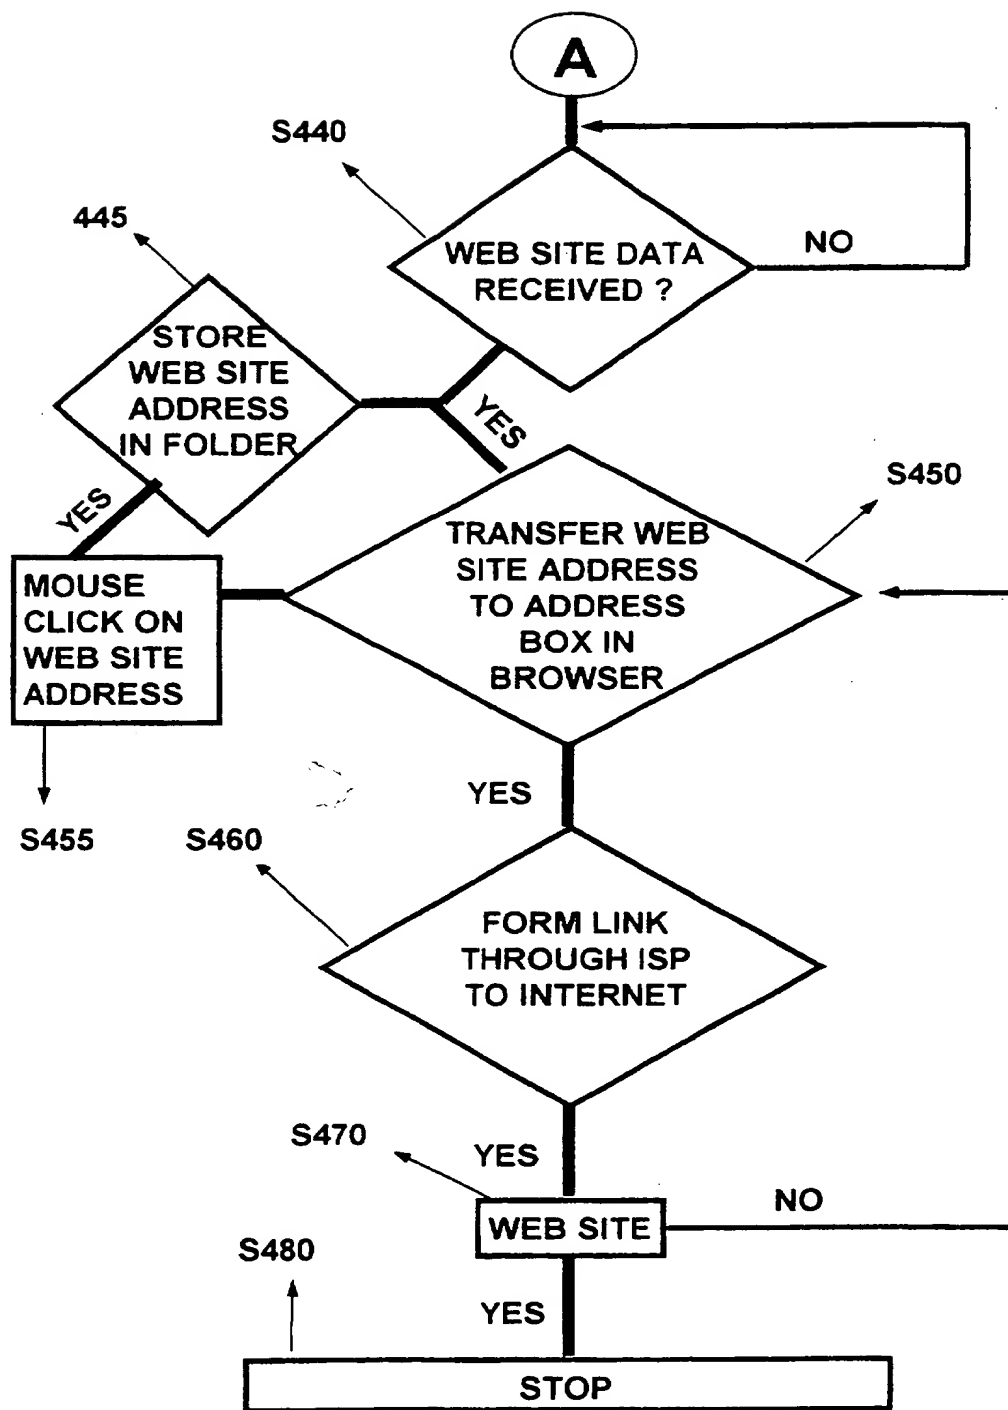 A
S440
WEB SITE DATA
RECEIVED ?
NO
445
STORE
WEB SITE
ADDRESS
IN FOLDER
YES
YES
S450
TRANSFER WEB
SITE ADDRESS
TO ADDRESS
BOX IN
BROWSER
MOUSE
CLICK ON
WEB SITE
ADDRESS
S455
YES
S460
FORM LINK
THROUGH ISP
TO INTERNET
S470
YES
WEB SITE
NO
S480
YES
STOP